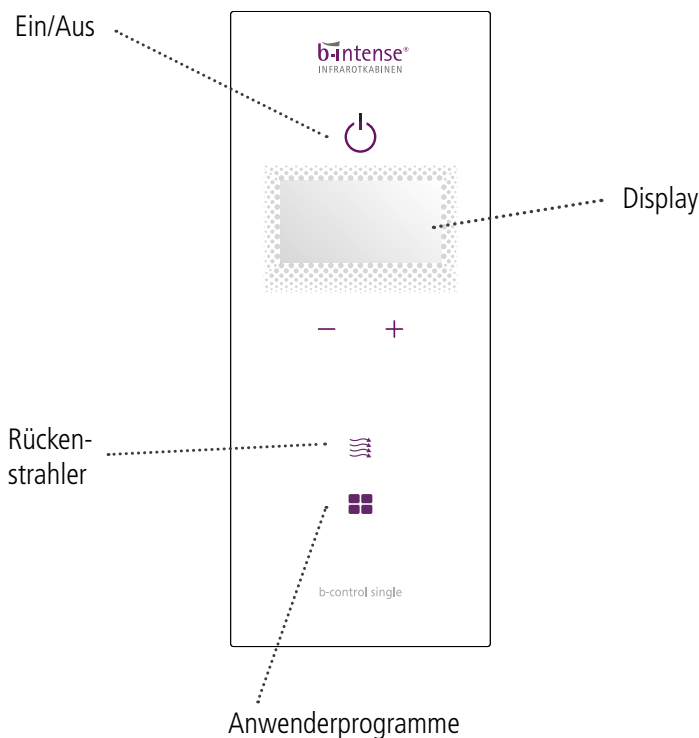 Ein/Aus
b-intense®
INFRAROTKABINEN
Display
− +
Rücken-
strahler
b-control single
Anwenderprogramme